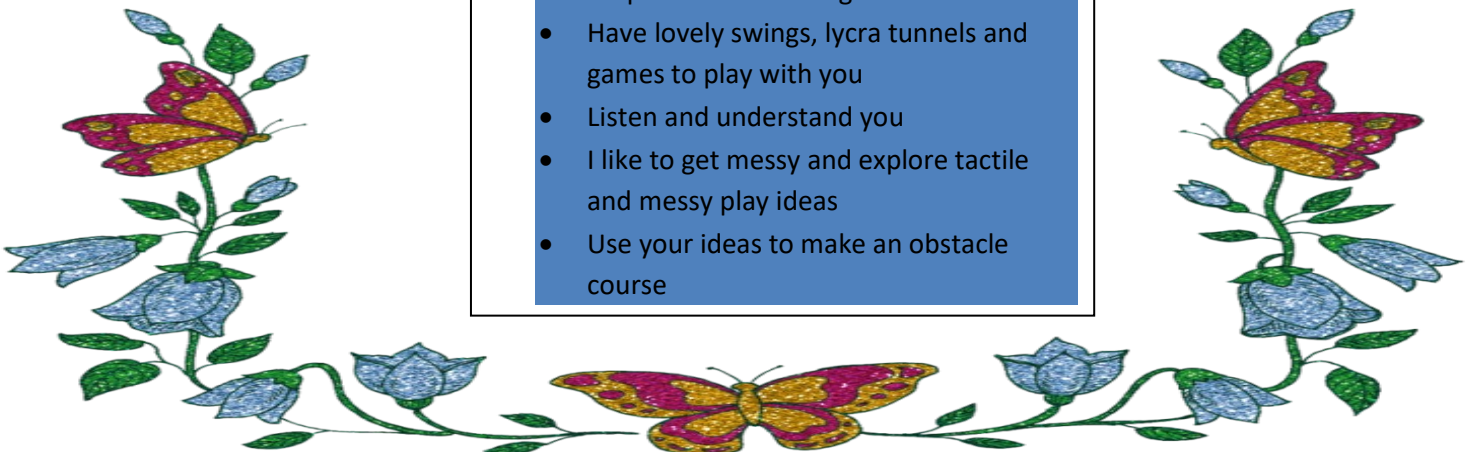 • Have lovely swings, lycra tunnels and
games to play with you
• Listen and understand you
• I like to get messy and explore tactile
and messy play ideas
• Use your ideas to make an obstacle
course